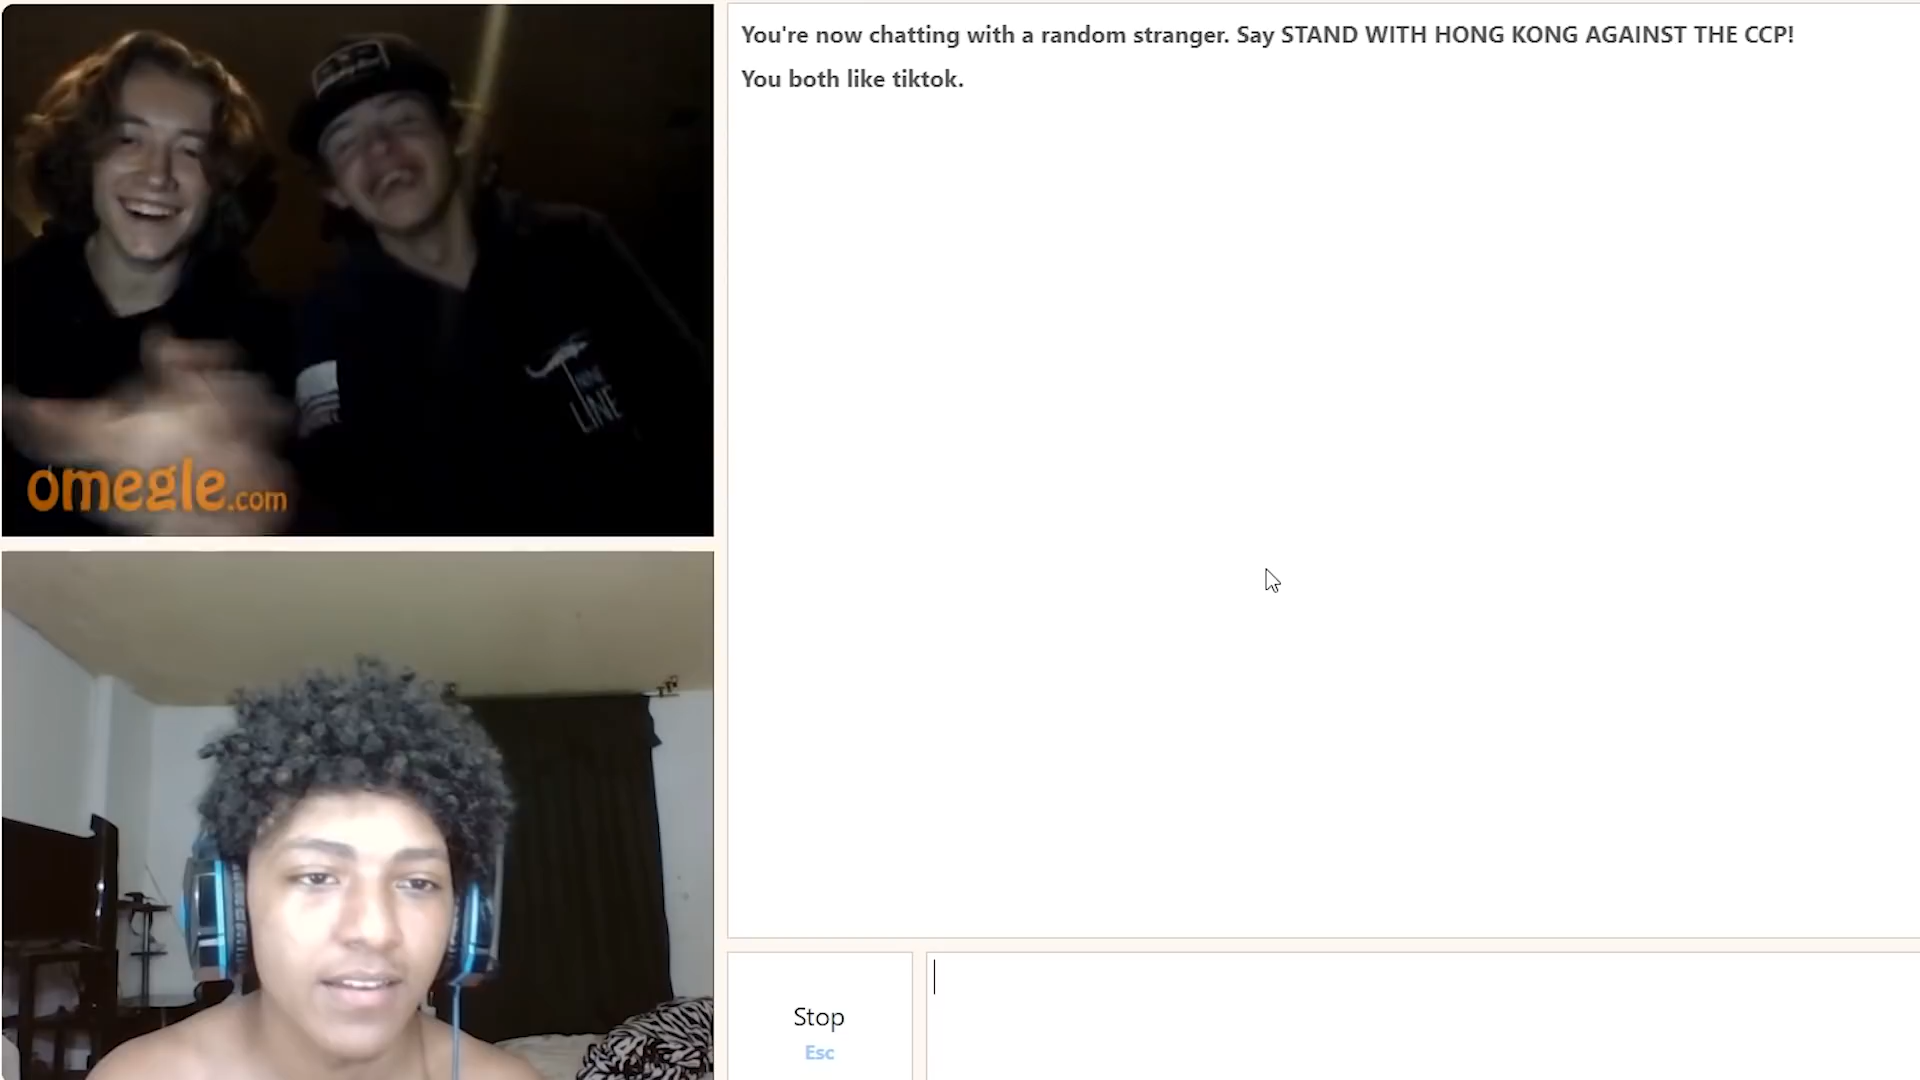 You're now chatting with a random stranger. Say STAND WITH HONG KONG AGAINST THE CCP!
You both like tiktok.
LINE
omegle.com
Stop
Esc